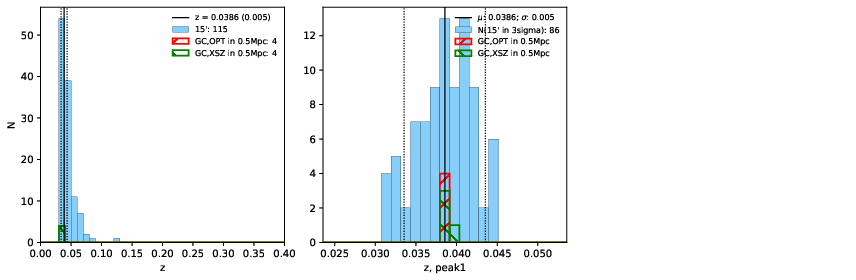 z = 0.0386 (0.005)
15': 115
GC,OPT in 0.5Mpc: 4
GC,XSZ in 0.5Mpc: 4
N
50
40
30
20
10
0
0.00 0.05 0.10 0.15 0.20 0.25 0.30 0.35 0.40
z
μ: 0.0386; σ: 0.005
N(15' in 3sigma): 86
GC,OPT in 0.5Mpc
GC,XSZ in 0.5Mpc
12
10
8
6
4
2
0
0.025 0.030 0.035 0.040 0.045 0.050
z, peak1